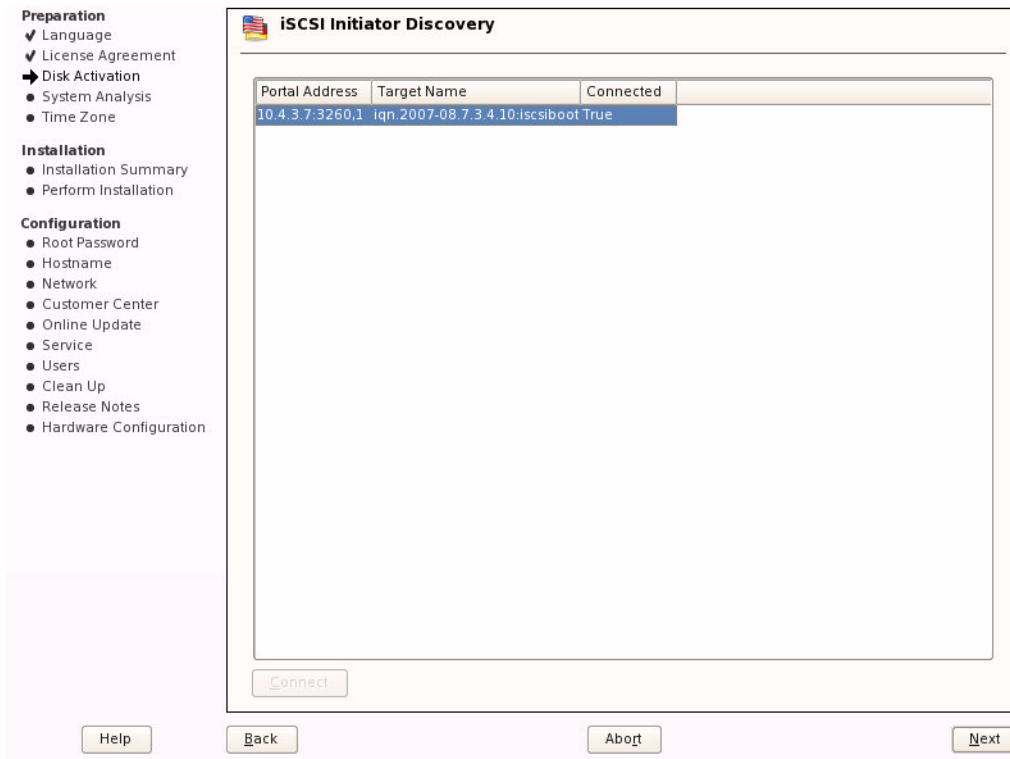 Preparation
Language
License Agreement
Disk Activation
System Analysis
Time Zone
Installation
Installation Summary
Perform Installation
Configuration
Root Password
Hostname
Network
Customer Center
Online Update
Service
Users
Clean Up
Release Notes
Hardware Configuration
iSCSI Initiator Discovery
Portal Address Target Name Connected
10.4.3.7:3260,1 iqn.2007-08.7.3.4.10:iscsiboot True
Connect
Help Back Abort Next